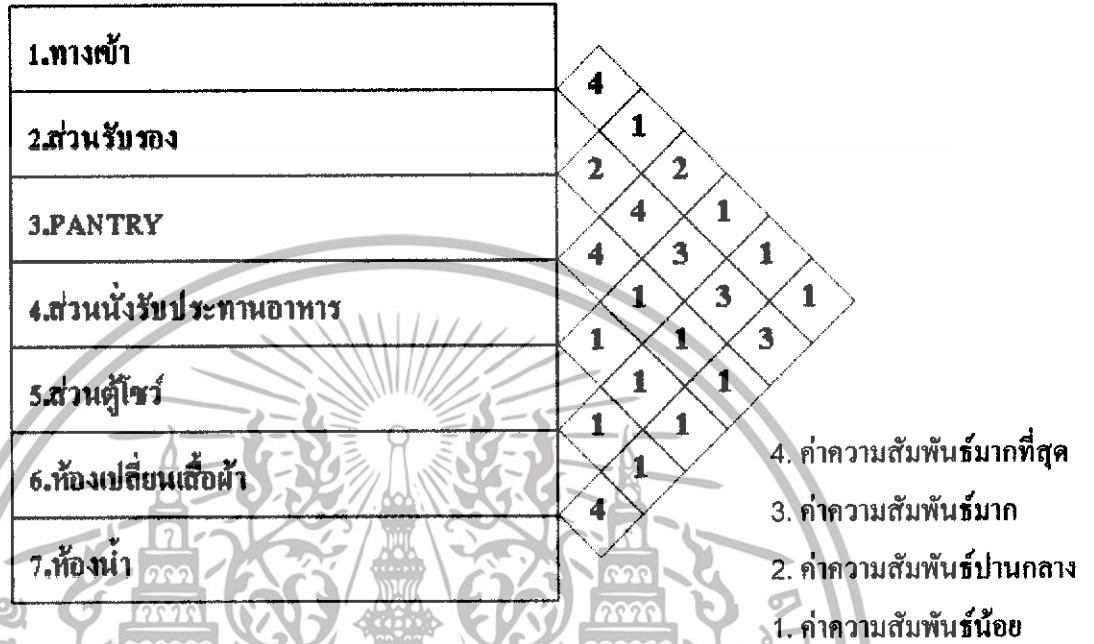 1.ทางเข้า
2.ส่วนรับรอง
3.PANTRY
4.ส่วนนั่งรับประทานอาหาร
5.ส่วนตู้โชว์
6.ห้องเปลี่ยนเสื้อผ้า
7.ห้องน้ำ
4
1
2 2
4 1
4 3 1
1 3 1
1 1 3
1 1
1 1
1
4
4. ค่าความสัมพันธ์มากที่สุด
3. ค่าความสัมพันธ์มาก
2. ค่าความสัมพันธ์ปานกลาง
1. ค่าความสัมพันธ์น้อย